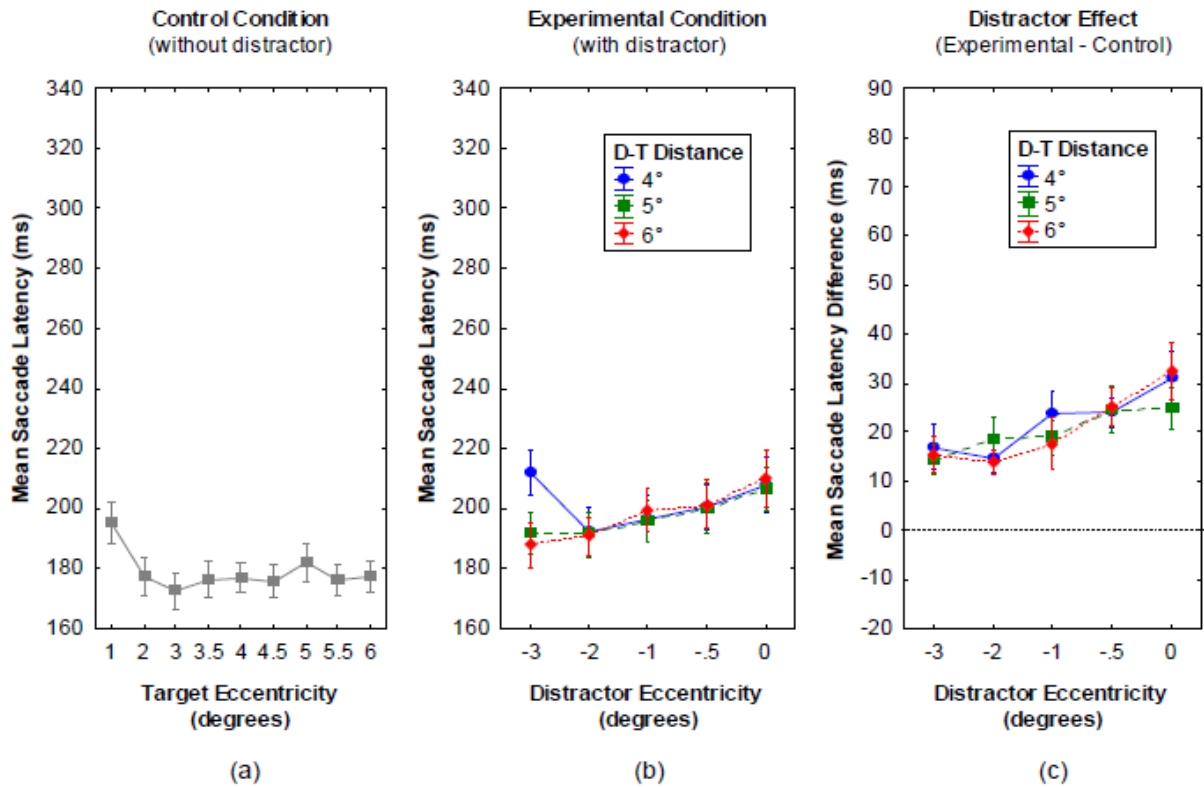 Control Condition
(without distractor)
Mean Saccade Latency (ms)
340
320
300
280
260
240
220
200
180
160
1 2 3 3.5 4 4.5 5 5.5 6
Target Eccentricity
(degrees)
(a)
Experimental Condition
(with distractor)
Mean Saccade Latency (ms)
340
320
300
280
260
240
220
200
180
160
D-T Distance
4°
5°
6°
-3 -2 -1 -.5 0
Distractor Eccentricity
(degrees)
(b)
Distractor Effect
(Experimental - Control)
Mean Saccade Latency Difference (ms)
90
80
70
60
50
40
30
20
10
0
-10
-20
D-T Distance
4°
5°
6°
-3 -2 -1 -.5 0
Distractor Eccentricity
(degrees)
(c)